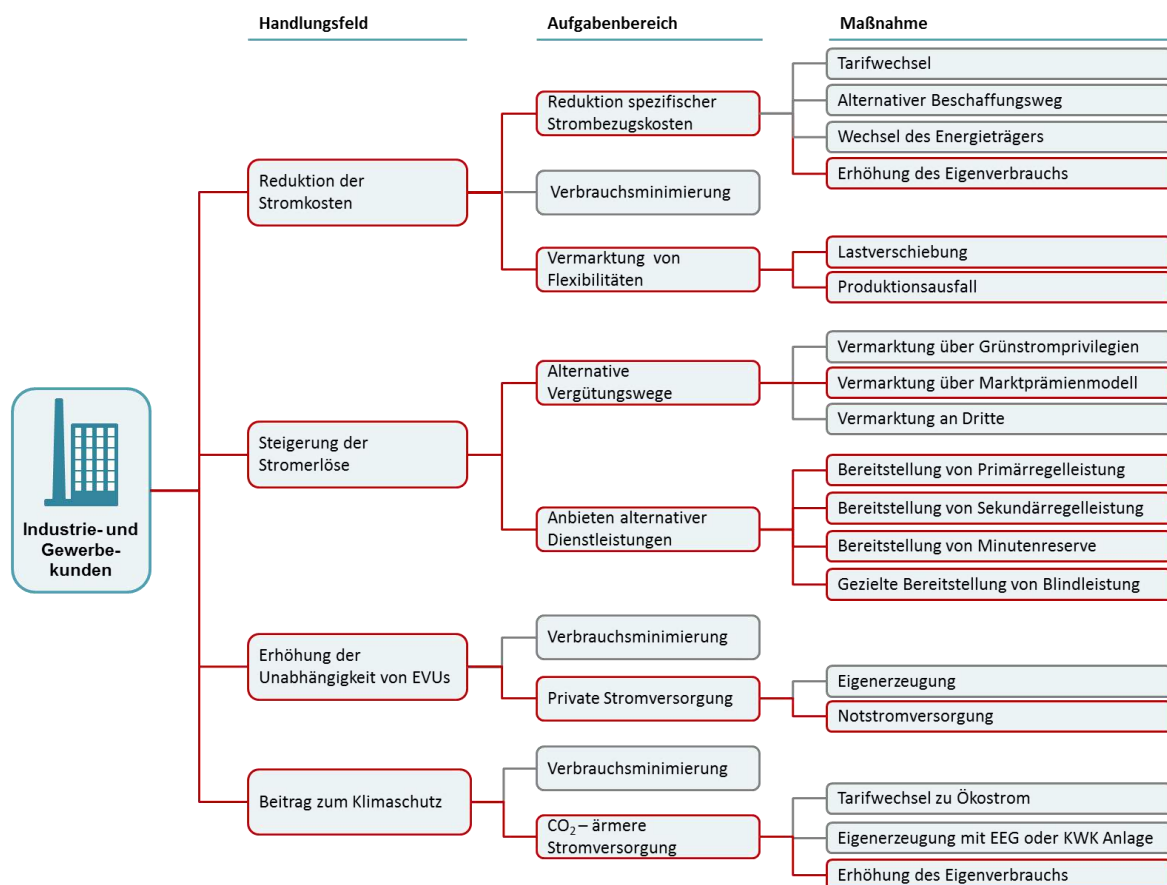 Handlungsfeld
Aufgabenbereich
Maßnahme
Industrie- und
Gewerbe-
kunden
Reduktion der
Stromkosten
Reduktion spezifischer
Strombezugskosten
Tarifwechsel
Alternativer Beschaffungsweg
Wechsel des Energieträgers
Erhöhung des Eigenverbrauchs
Verbrauchsminimierung
Vermarktung von
Flexibilitäten
Lastverschiebung
Produktionsausfall
Steigerung der
Stromerlöse
Alternative
Vergütungswege
Vermarktung über Grünstromprivilegien
Vermarktung über Marktprämienmodell
Vermarktung an Dritte
Anbieten alternativer
Dienstleistungen
Bereitstellung von Primärregelleistung
Bereitstellung von Sekundärregelleistung
Bereitstellung von Minutenreserve
Gezielte Bereitstellung von Blindleistung
Erhöhung der
Unabhängigkeit von EVUs
Verbrauchsminimierung
Private Stromversorgung
Eigenerzeugung
Notstromversorgung
Beitrag zum Klimaschutz
Verbrauchsminimierung
CO₂ – ärmere
Stromversorgung
Tarifwechsel zu Ökostrom
Eigenerzeugung mit EEG oder KWK Anlage
Erhöhung des Eigenverbrauchs